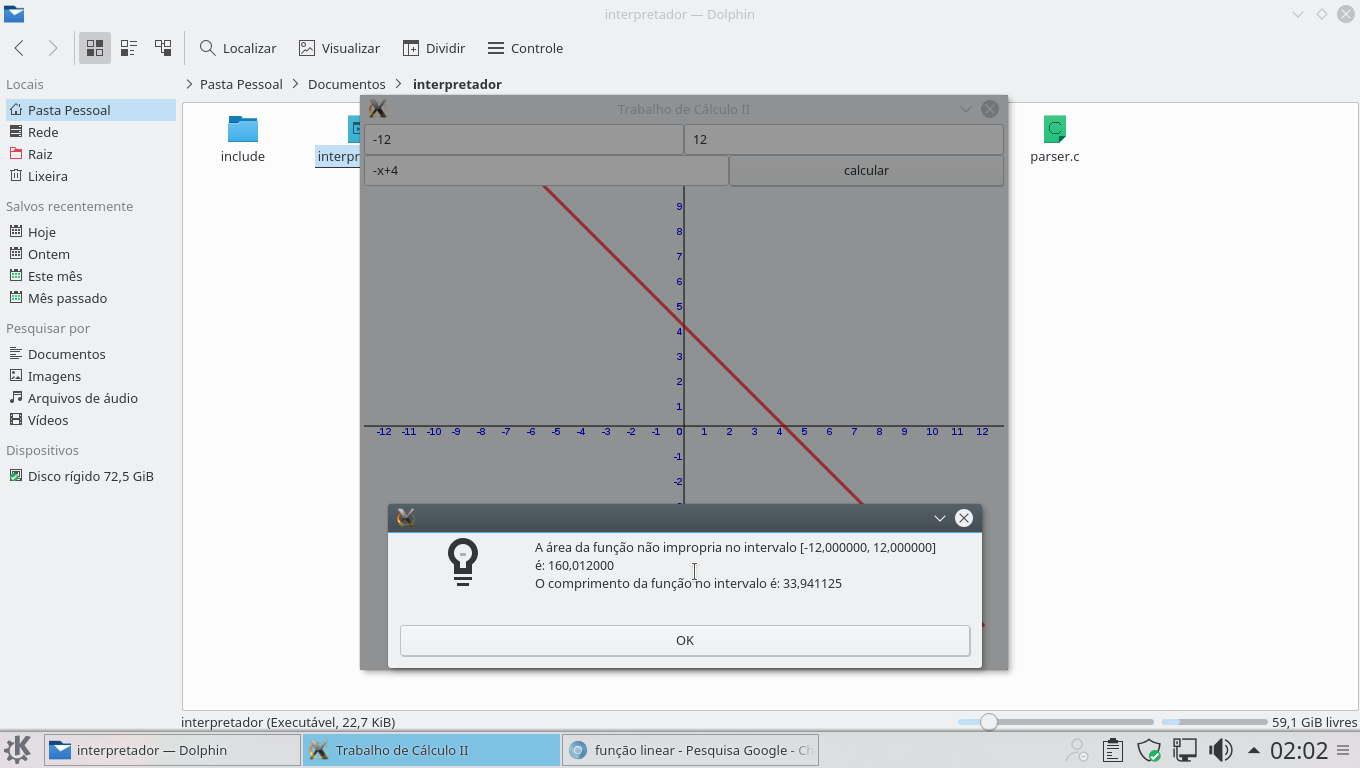 interpretador — Dolphin
Localizar
Visualizar
Dividir
Controle
Locais
Pasta Pessoal
Rede
Raiz
Lixeira
Salvos recentemente
Hoje
Ontem
Este mês
Mês passado
Pesquisar por
Documentos
Imagens
Arquivos de áudio
Vídeos
Dispositivos
Disco rígido 72,5 GiB
Pasta Pessoal > Documentos > interpretador
include
interpr
parser.c
Trabalho de Cálculo II
-12
12
-x+4
calcular
9
8
7
6
5
4
3
2
1
-12 -11 -10 -9 -8 -7 -6 -5 -4 -3 -2 -1 0 1 2 3 4 5 6 7 8 9 10 11 12
-1
-2
A área da função não impropria no intervalo [-12,000000, 12,000000]
é: 160,012000
O comprimento da função no intervalo é: 33,941125
OK
interpretador (Executável, 22,7 KiB)
59,1 GiB livres
interpretador — Dolphin
Trabalho de Cálculo II
função linear - Pesquisa Google - Ch
02:02